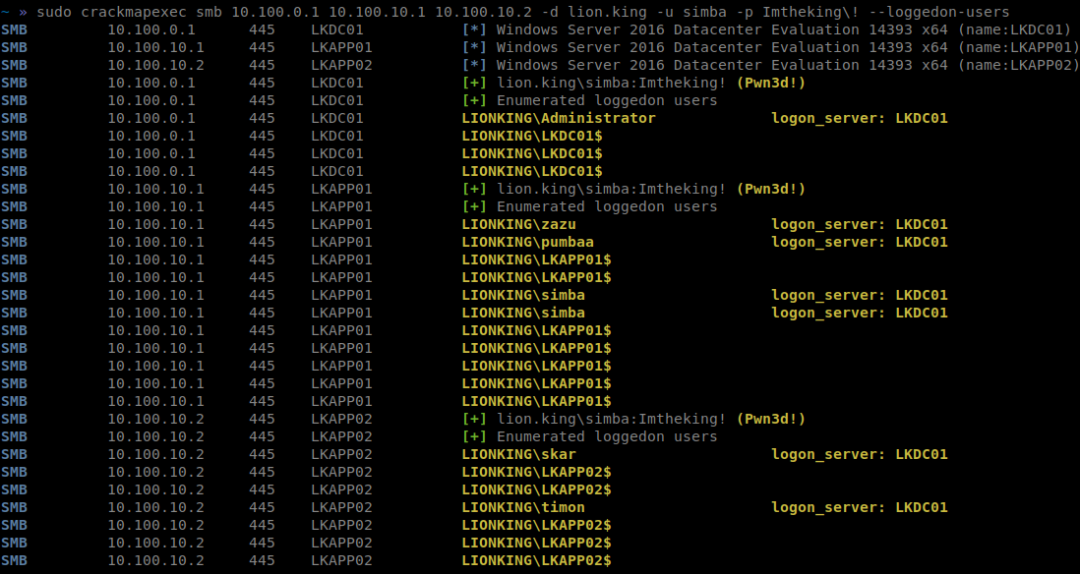 ~ » sudo crackmapexec smb 10.100.0.1 10.100.10.1 10.100.10.2 -d lion.king -u simba -p Imtheking\! --loggedon-users
SMB 10.100.0.1 445 LKDC01 [*] Windows Server 2016 Datacenter Evaluation 14393 x64 (name:LKDC01)
SMB 10.100.10.1 445 LKAPP01 [*] Windows Server 2016 Datacenter Evaluation 14393 x64 (name:LKAPP01)
SMB 10.100.10.2 445 LKAPP02 [*] Windows Server 2016 Datacenter Evaluation 14393 x64 (name:LKAPP02)
SMB 10.100.0.1 445 LKDC01 [+] lion.king\simba:Imtheking! (Pwn3d!)
SMB 10.100.0.1 445 LKDC01 [+] Enumerated loggedon users
SMB 10.100.0.1 445 LKDC01 LIONKING\Administrator logon_server: LKDC01
SMB 10.100.0.1 445 LKDC01 LIONKING\LKDC01$
SMB 10.100.0.1 445 LKDC01 LIONKING\LKDC01$
SMB 10.100.0.1 445 LKDC01 LIONKING\LKDC01$
SMB 10.100.10.1 445 LKAPP01 [+] lion.king\simba:Imtheking! (Pwn3d!)
SMB 10.100.10.1 445 LKAPP01 [+] Enumerated loggedon users
SMB 10.100.10.1 445 LKAPP01 LIONKING\zazu logon_server: LKDC01
SMB 10.100.10.1 445 LKAPP01 LIONKING\pumbaa logon_server: LKDC01
SMB 10.100.10.1 445 LKAPP01 LIONKING\LKAPP01$
SMB 10.100.10.1 445 LKAPP01 LIONKING\LKAPP01$
SMB 10.100.10.1 445 LKAPP01 LIONKING\simba logon_server: LKDC01
SMB 10.100.10.1 445 LKAPP01 LIONKING\simba logon_server: LKDC01
SMB 10.100.10.1 445 LKAPP01 LIONKING\LKAPP01$
SMB 10.100.10.1 445 LKAPP01 LIONKING\LKAPP01$
SMB 10.100.10.1 445 LKAPP01 LIONKING\LKAPP01$
SMB 10.100.10.1 445 LKAPP01 LIONKING\LKAPP01$
SMB 10.100.10.1 445 LKAPP01 LIONKING\LKAPP01$
SMB 10.100.10.2 445 LKAPP02 [+] lion.king\simba:Imtheking! (Pwn3d!)
SMB 10.100.10.2 445 LKAPP02 [+] Enumerated loggedon users
SMB 10.100.10.2 445 LKAPP02 LIONKING\skar logon_server: LKDC01
SMB 10.100.10.2 445 LKAPP02 LIONKING\LKAPP02$
SMB 10.100.10.2 445 LKAPP02 LIONKING\LKAPP02$
SMB 10.100.10.2 445 LKAPP02 LIONKING\timon logon_server: LKDC01
SMB 10.100.10.2 445 LKAPP02 LIONKING\LKAPP02$
SMB 10.100.10.2 445 LKAPP02 LIONKING\LKAPP02$
SMB 10.100.10.2 445 LKAPP02 LIONKING\LKAPP02$